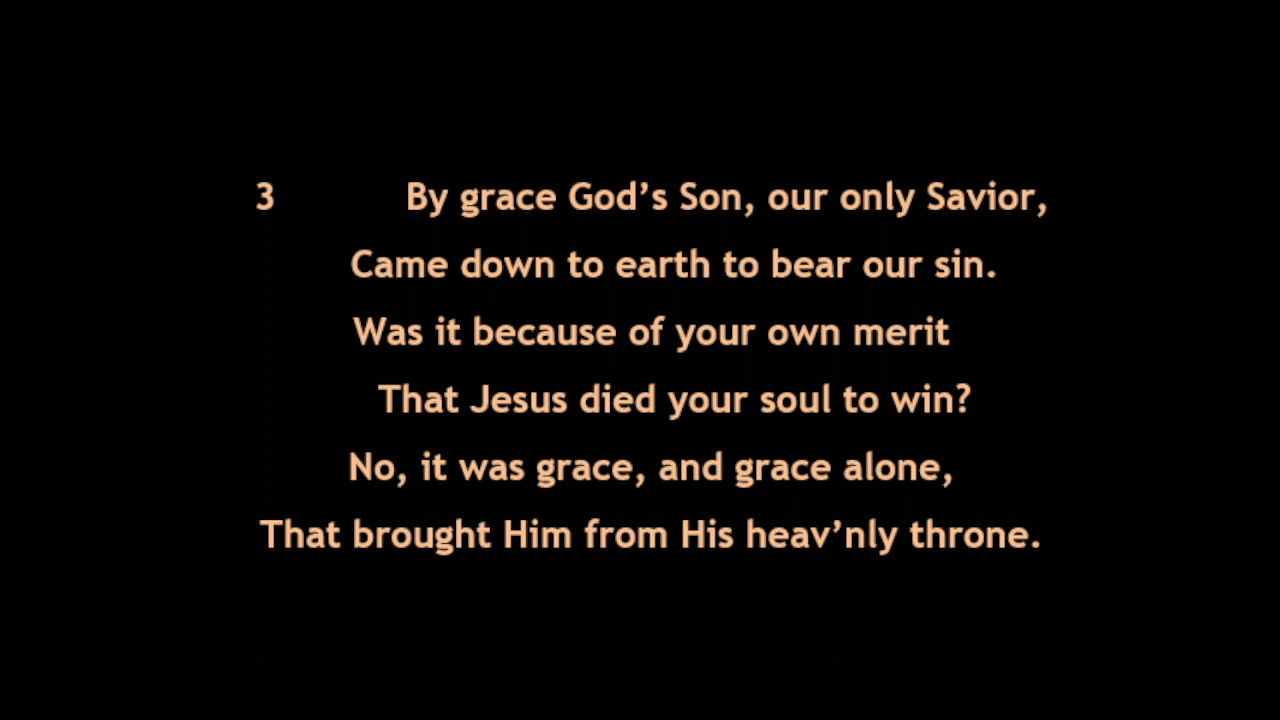 3 By grace God’s Son, our only Savior,
Came down to earth to bear our sin.
Was it because of your own merit
That Jesus died your soul to win?
No, it was grace, and grace alone,
That brought Him from His heav’nly throne.